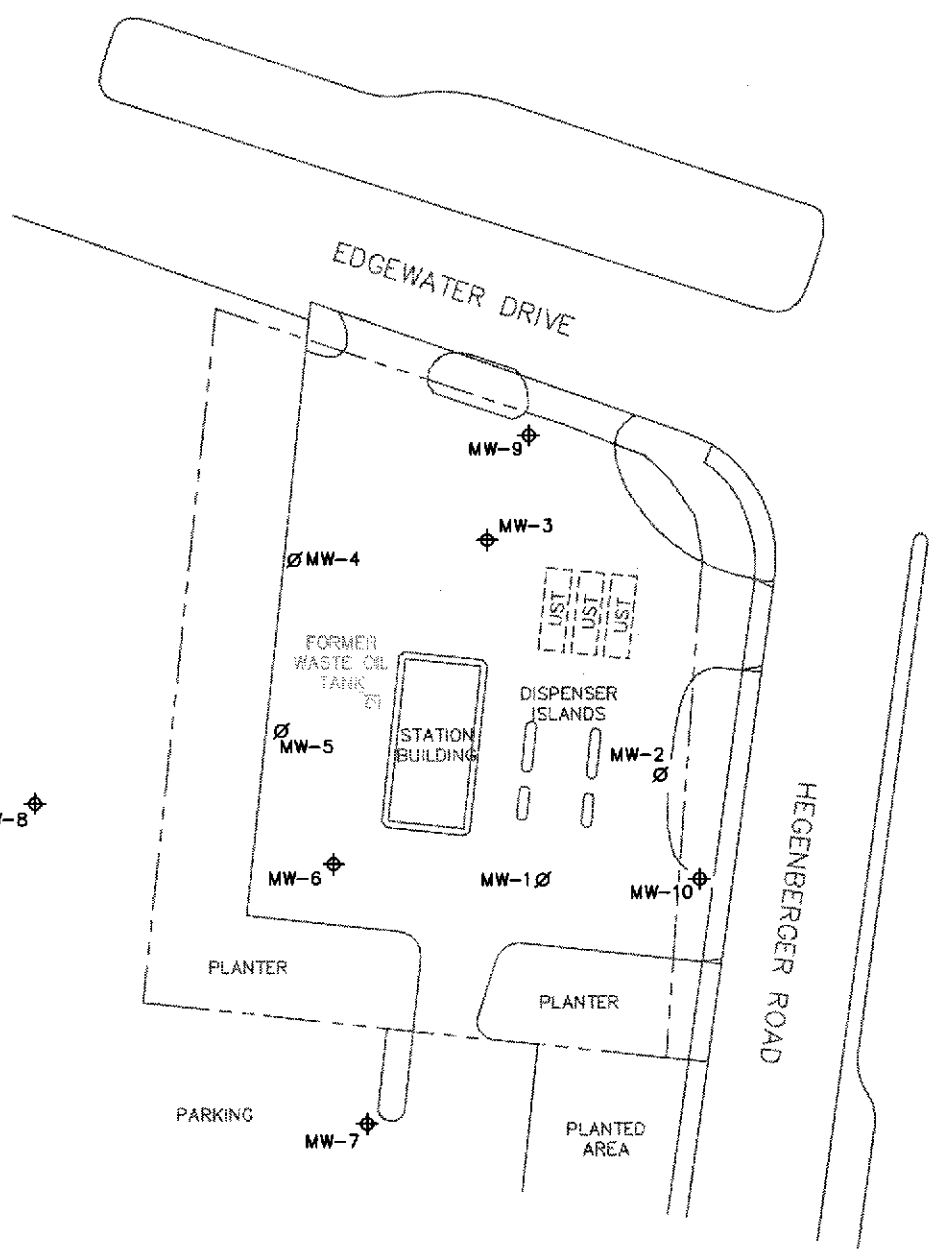 EDGEWATER DRIVE
MW-9
MW-3
MW-4
UST
UST
UST
FORMER
WASTE OIL
TANK
DISPENSER
ISLANDS
STATION
BUILDING
MW-5
MW-2
HEGENBERGER ROAD
-8
MW-6
MW-1
MW-10
PLANTER
PLANTER
PARKING
MW-7
PLANTED
AREA